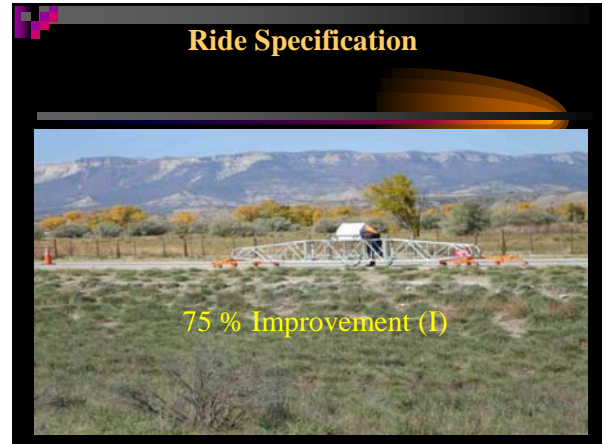 Ride Specification
75 % Improvement (I)